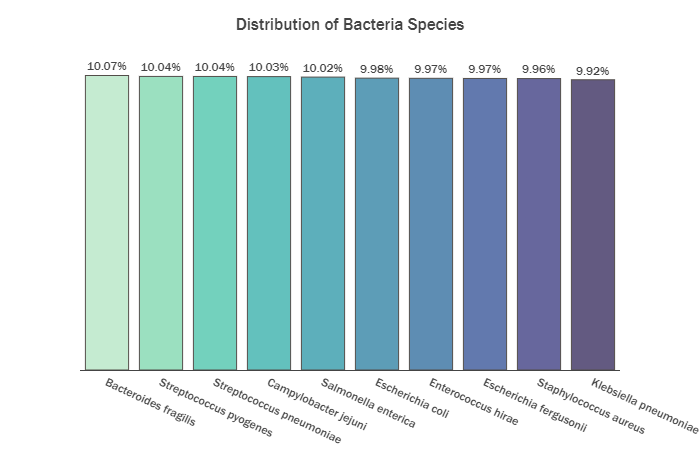 Distribution of Bacteria Species
10.07%
10.04%
10.04%
10.03%
10.02%
9.98%
9.97%
9.97%
9.96%
9.92%
Bacteroides fragilis
Streptococcus pyogenes
Streptococcus pneumoniae
Campylobacter jejuni
Salmonella enterica
Escherichia coli
Enterococcus hirae
Escherichia fergusonii
Staphylococcus aureus
Klebsiella pneumoniae